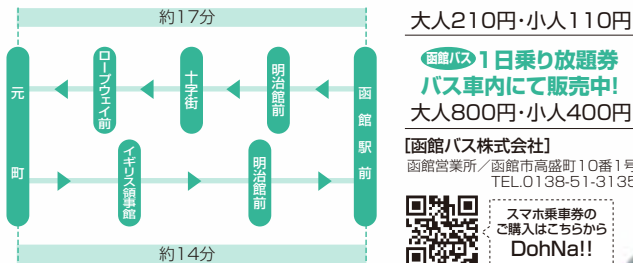 約17分
元町
ロープウェイ前
十字街
明治館前
函館駅前
イギリス領事館
明治館前
約14分
大人210円・小人110円
函館バス 1日乗り放題券
バス車内にて販売中!
大人800円・小人400円
[函館バス株式会社]
函館営業所／函館市高盛町10番1号
TEL.0138-51-3135
スマホ乗車券の
ご購入はこちらから
DohNa!!